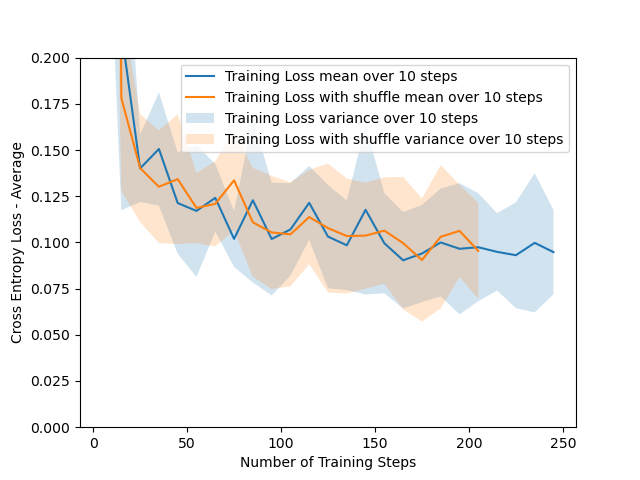 0.200
0.175
0.150
0.125
0.100
0.075
0.050
0.025
0.000
Cross Entropy Loss - Average
Training Loss mean over 10 steps
Training Loss with shuffle mean over 10 steps
Training Loss variance over 10 steps
Training Loss with shuffle variance over 10 steps
0 50 100 150 200 250
Number of Training Steps